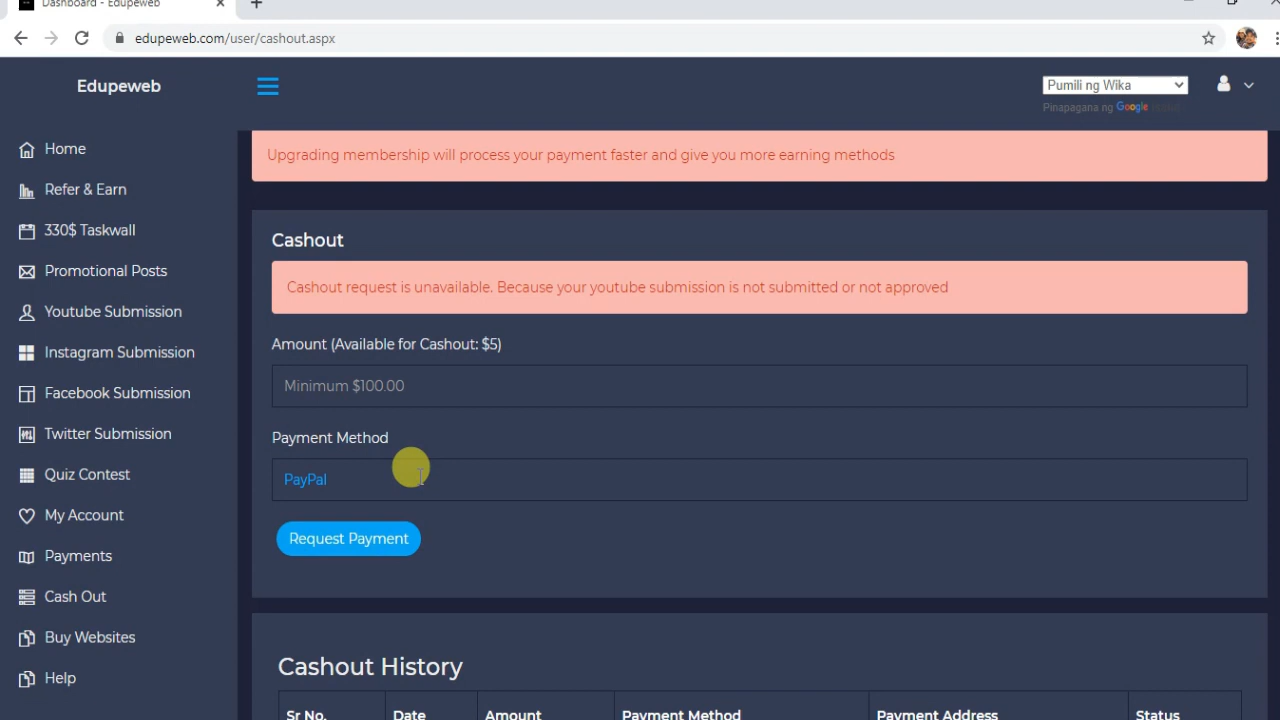 Dashboard - Edupeweb
edupeweb.com/user/cashout.aspx
Edupeweb
Pumili ng Wika
Pinapagana ng Google
Home
Refer & Earn
330$ Taskwall
Promotional Posts
Youtube Submission
Instagram Submission
Facebook Submission
Twitter Submission
Quiz Contest
My Account
Payments
Cash Out
Buy Websites
Help
Upgrading membership will process your payment faster and give you more earning methods
Cashout
Cashout request is unavailable. Because your youtube submission is not submitted or not approved
Amount (Available for Cashout: $5)
Minimum $100.00
Payment Method
PayPal
Request Payment
Cashout History
Sr No. Date Amount Payment Method Payment Address Status